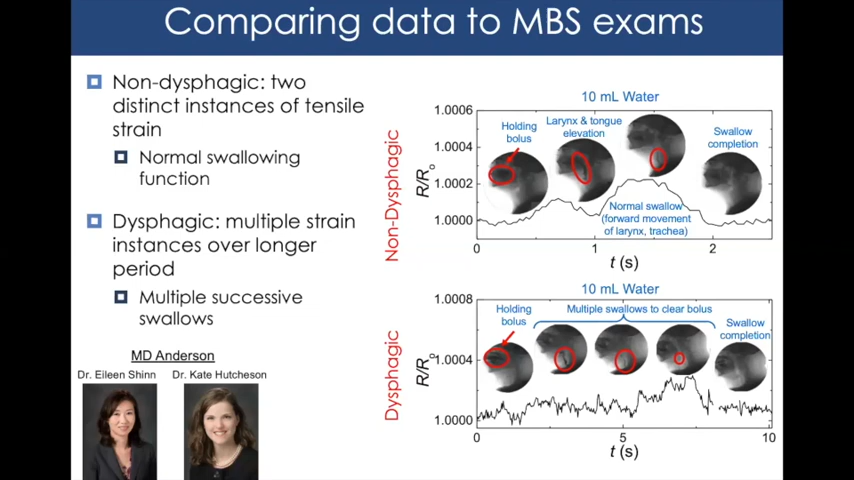 Comparing data to MBS exams
Non-dysphagic: two
distinct instances of tensile
strain
Normal swallowing
function
Dysphagic: multiple strain
instances over longer
period
Multiple successive
swallows
MD Anderson
Dr. Eileen Shinn
Dr. Kate Hutcheson
Non-Dysphagic
10 mL Water
R/Ro
1.0006
1.0004
1.0002
1.0000
Holding
bolus
Larynx & tongue
elevation
Swallow
completion
Normal swallow
(forward movement
of larynx, trachea)
0
1
2
t (s)
Dysphagic
10 mL Water
R/Ro
1.0008
1.0004
1.0000
Holding
bolus
Multiple swallows to clear bolus
Swallow
completion
0
5
10
t (s)